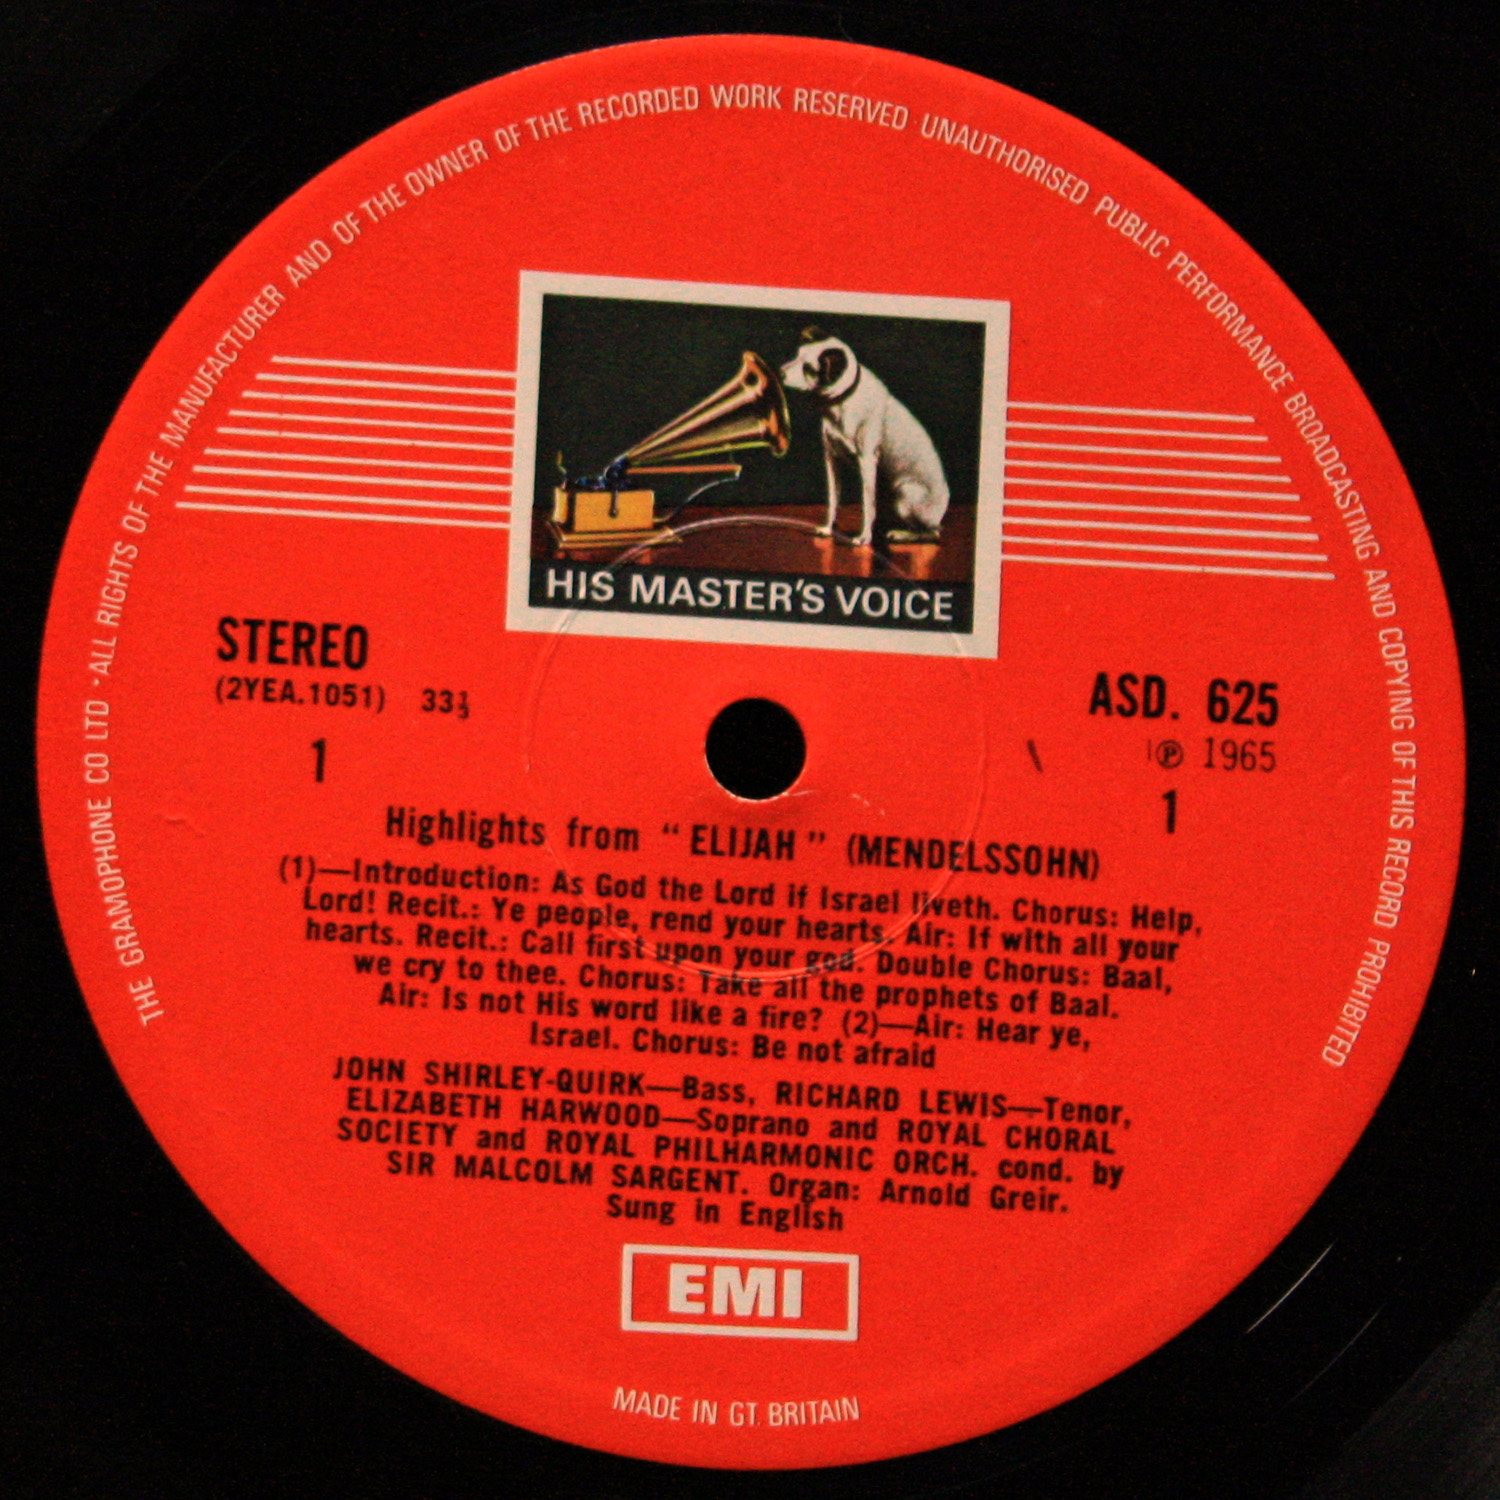 THE GRAMOPHONE CO LTD · ALL RIGHTS OF THE MANUFACTURER AND OF THE OWNER OF THE RECORDED WORK RESERVED · UNAUTHORISED PUBLIC PERFORMANCE BROADCASTING AND COPYING OF THIS RECORD PROHIBITED
HIS MASTER'S VOICE
STEREO
(2YEA.1051) 33⅓
1
ASD. 625
℗ 1965
1
Highlights from "ELIJAH" (MENDELSSOHN)
(1)—Introduction: As God the Lord if Israel liveth. Chorus: Help,
Lord! Recit.: Ye people, rend your hearts. Air: If with all your
hearts. Recit.: Call first upon your god. Double Chorus: Baal,
we cry to thee. Chorus: Take all the prophets of Baal.
Air: Is not His word like a fire? (2)—Air: Hear ye,
Israel. Chorus: Be not afraid
JOHN SHIRLEY-QUIRK—Bass, RICHARD LEWIS—Tenor,
ELIZABETH HARWOOD—Soprano and ROYAL CHORAL
SOCIETY and ROYAL PHILHARMONIC ORCH. cond. by
SIR MALCOLM SARGENT. Organ: Arnold Greir.
Sung in English
EMI
MADE IN GT. BRITAIN